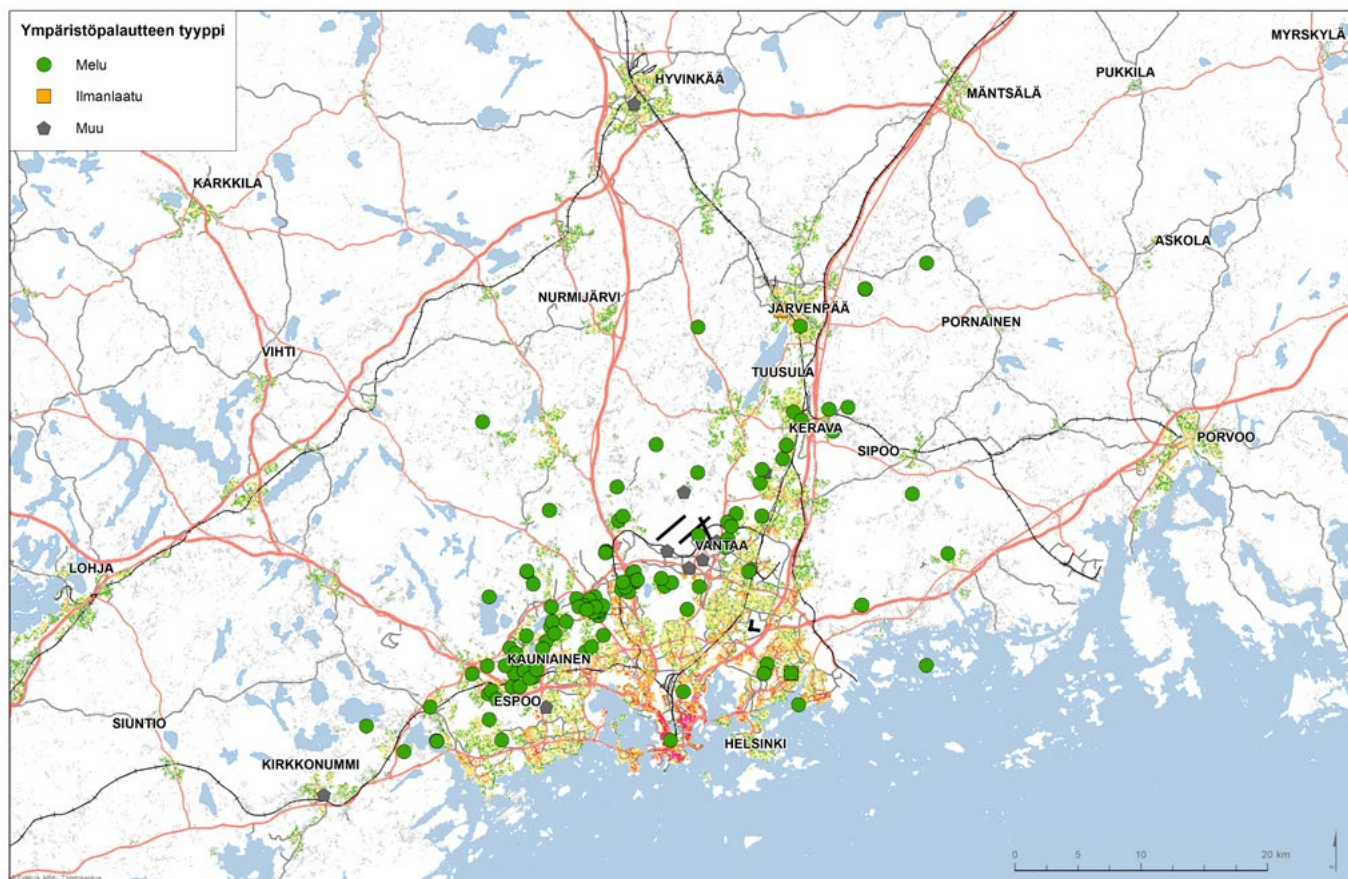 Ympäristöpalautteen tyyppi
Melu
Ilmanlaatu
Muu
MYRSKYLÄ
PUKKILA
HYVINKÄÄ
MÄNTSÄLÄ
KARKKILA
ASKOLA
NURMIJÄRVI
JÄRVENPÄÄ
PORNAINEN
VIHTI
TUUSULA
KERAVA
PORVOO
SIPOO
VANTAA
LOHJA
KAUNIAINEN
ESPOO
SIUNTIO
HELSINKI
KIRKKONUMMI
0 5 10 20 km